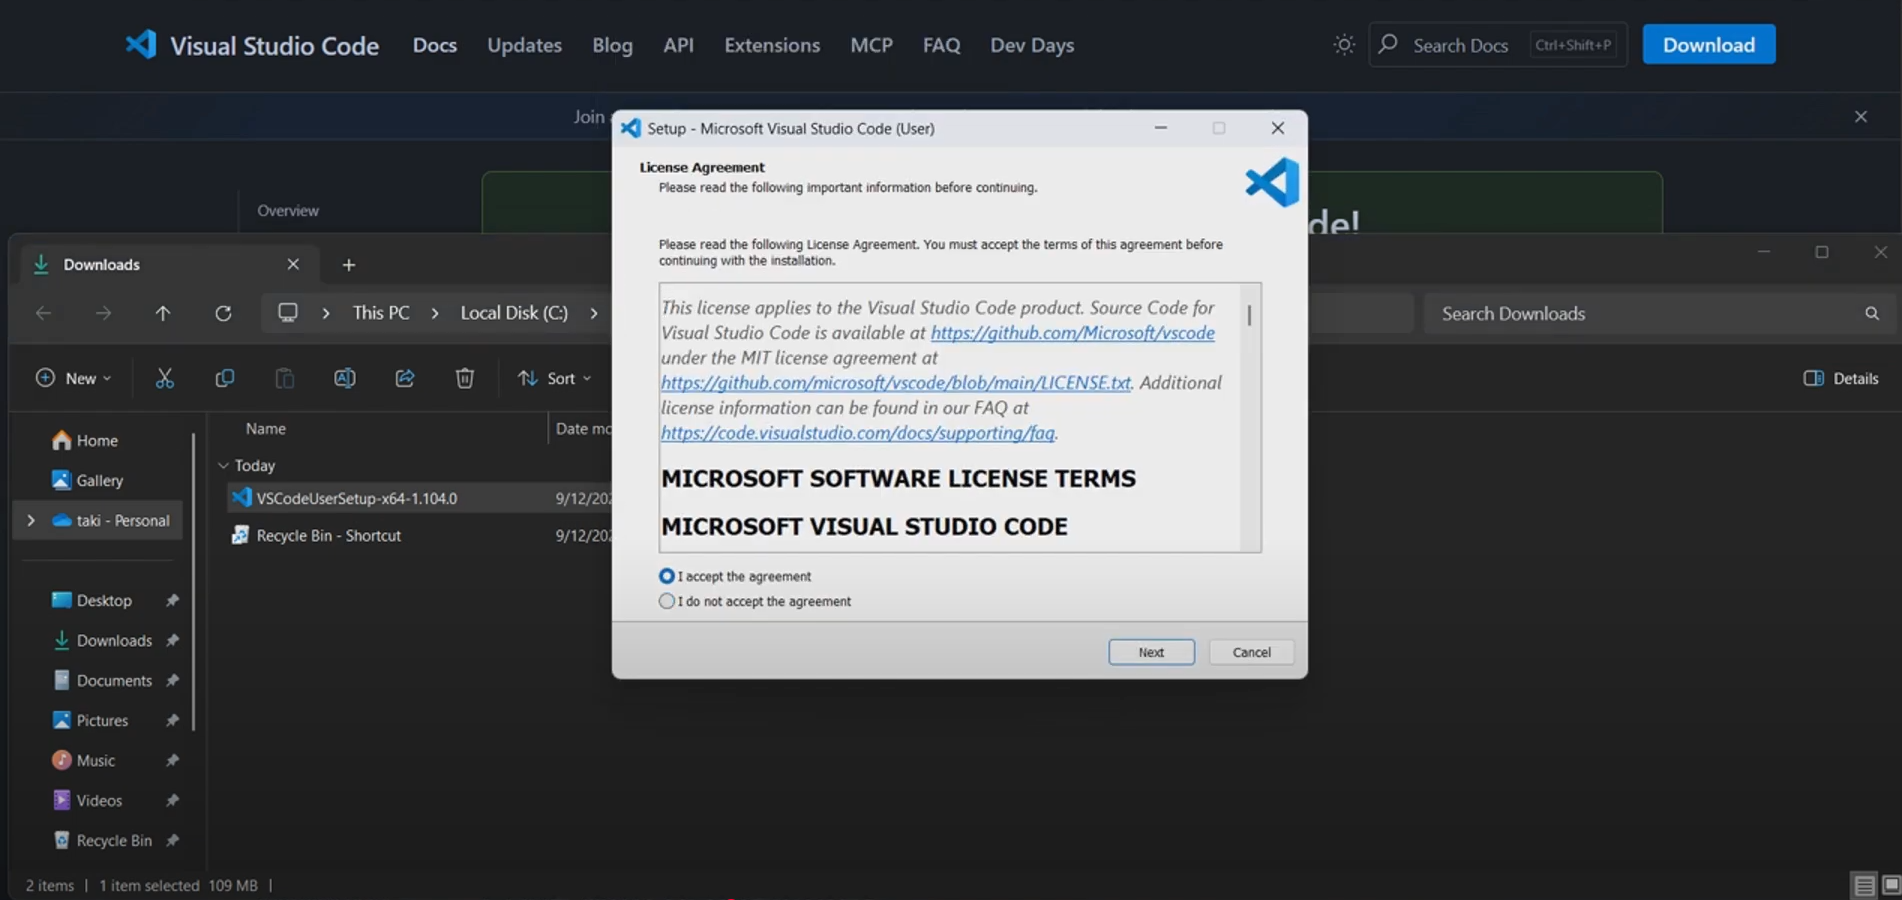 Visual Studio Code Docs Updates Blog API Extensions MCP FAQ Dev Days Search Docs Ctrl+Shift+P Download
Join
Setup - Microsoft Visual Studio Code (User)
License Agreement
Please read the following important information before continuing.
Overview
de!
Please read the following License Agreement. You must accept the terms of this agreement before
continuing with the installation.
This license applies to the Visual Studio Code product. Source Code for
Visual Studio Code is available at https://github.com/Microsoft/vscode
under the MIT license agreement at
https://github.com/microsoft/vscode/blob/main/LICENSE.txt. Additional
license information can be found in our FAQ at
https://code.visualstudio.com/docs/supporting/faq.
MICROSOFT SOFTWARE LICENSE TERMS
MICROSOFT VISUAL STUDIO CODE
I accept the agreement
I do not accept the agreement
Next Cancel
Downloads
This PC > Local Disk (C:) >
Search Downloads
New
Sort
Details
Home
Gallery
taki - Personal
Desktop
Downloads
Documents
Pictures
Music
Videos
Recycle Bin
Name Date mo
Today
VSCodeUserSetup-x64-1.104.0 9/12/202
Recycle Bin - Shortcut 9/12/202
2 items | 1 item selected 109 MB |